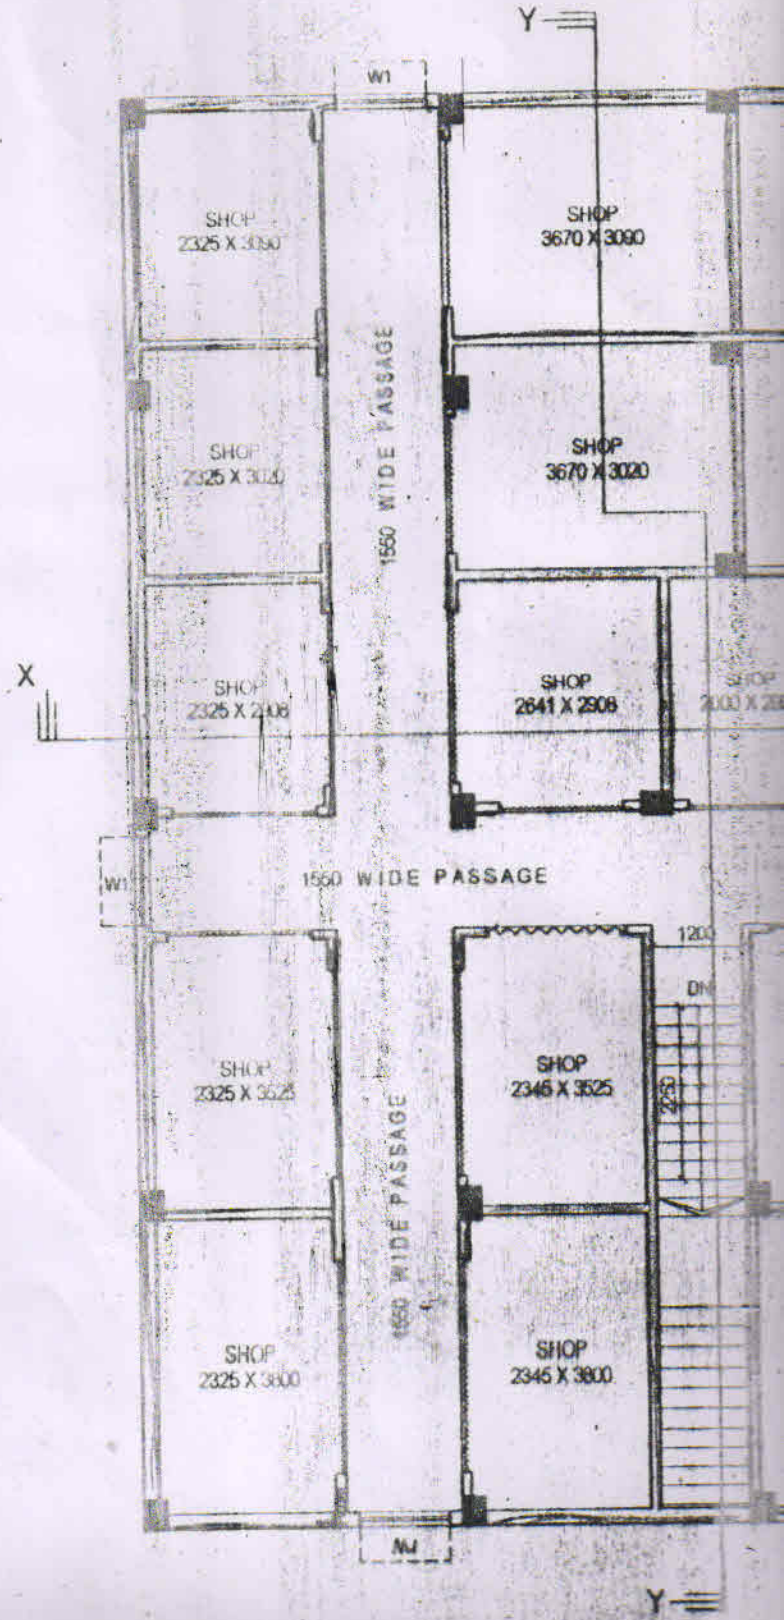 Y
W1
SHOP
2325 X 3090
SHOP
3670 X 3090
1550 WIDE PASSAGE
SHOP
2325 X 3020
SHOP
3670 X 3020
X
SHOP
2325 X 2908
SHOP
2641 X 2908
SHOP
W1
1550 WIDE PASSAGE
1200
DN
SHOP
2325 X 3525
SHOP
2345 X 3525
2250
1550 WIDE PASSAGE
SHOP
2325 X 3800
SHOP
2345 X 3800
Y